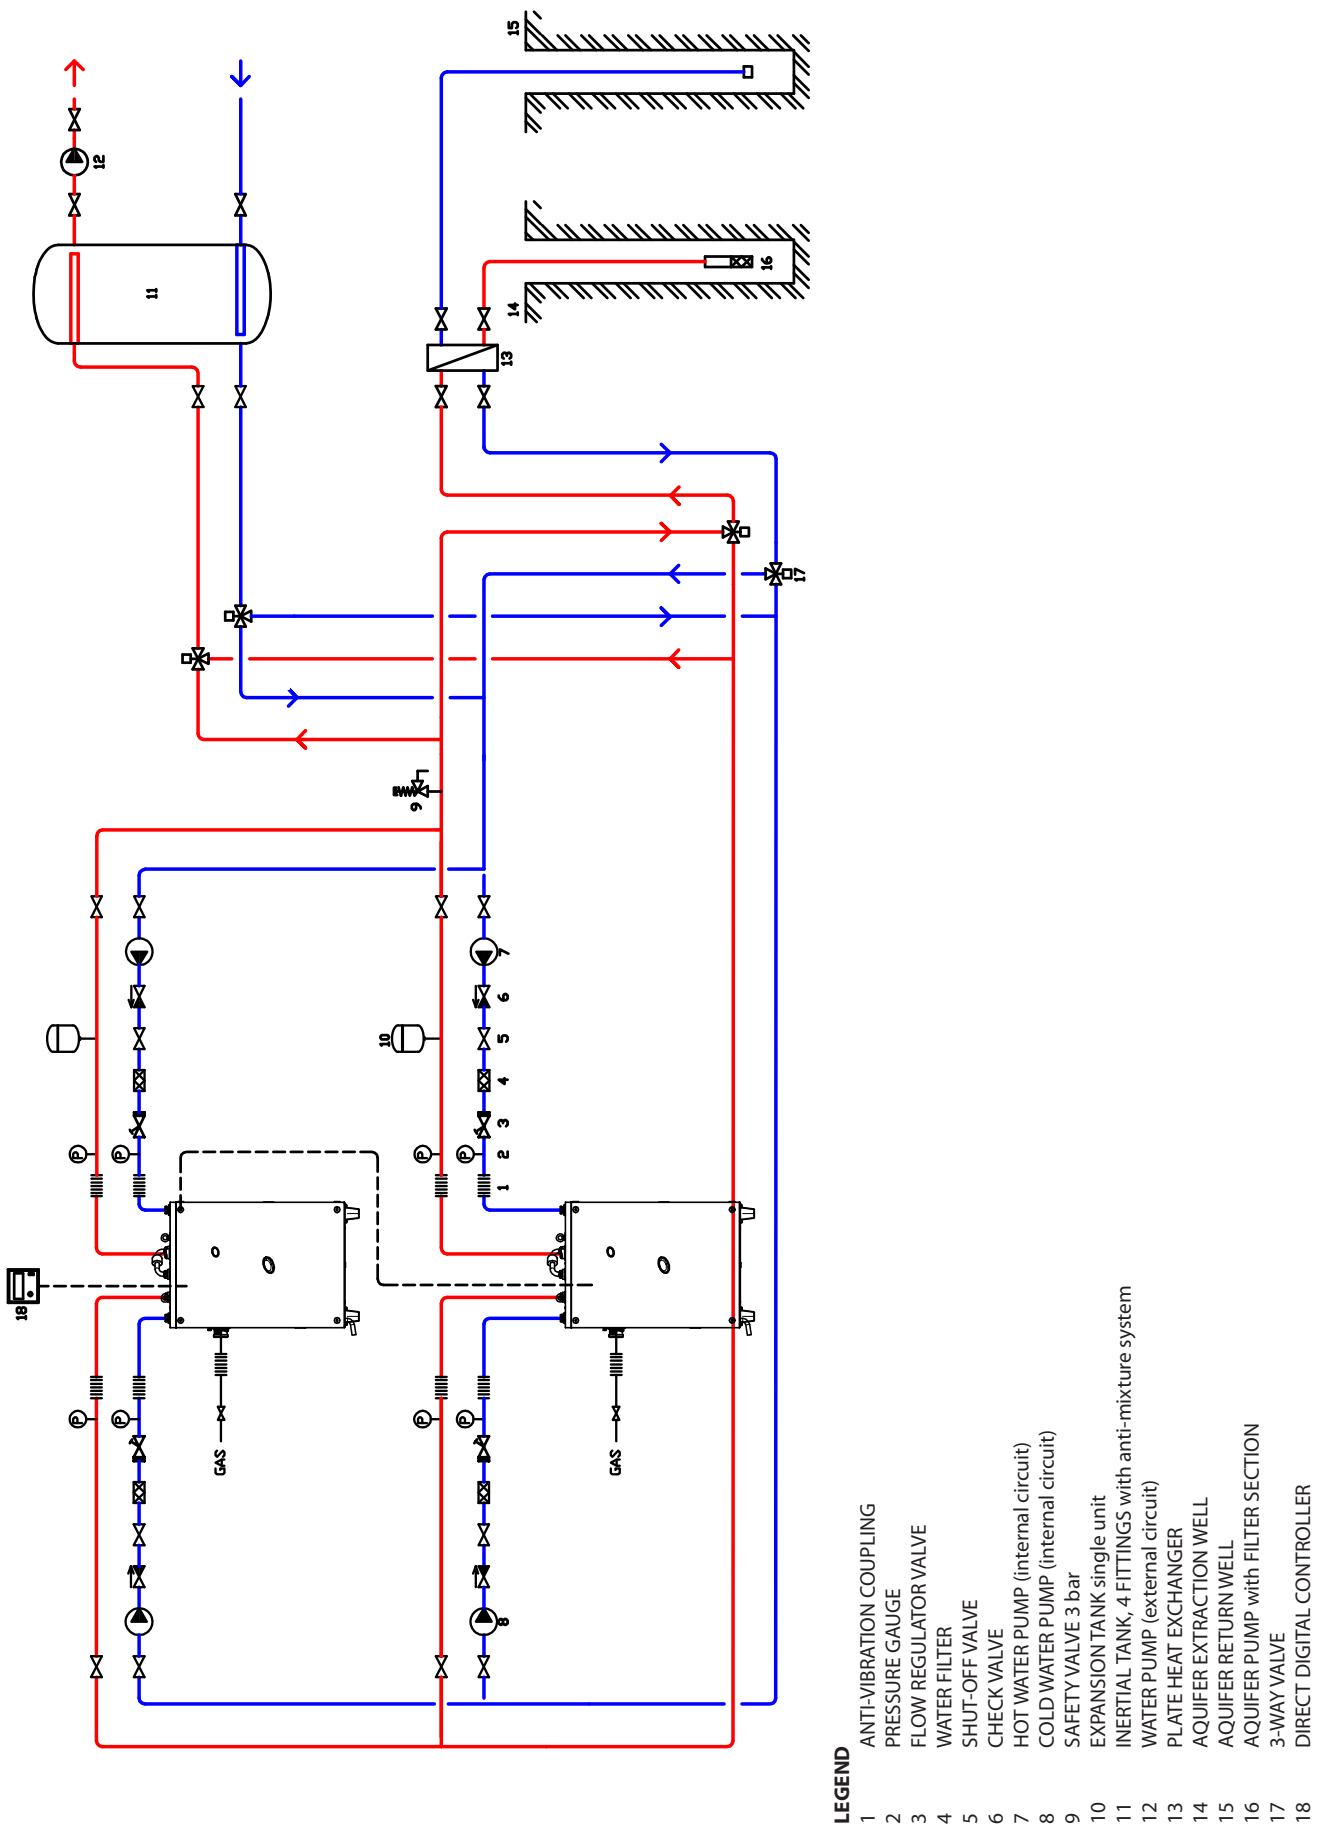 18
P
P
12
P
P
11
GAS
10
9
P
P
P
P
8
1
2
3
4
5
6
7
13
14
15
GAS
16
17
LEGEND
1 ANTI-VIBRATION COUPLING
2 PRESSURE GAUGE
3 FLOW REGULATOR VALVE
4 WATER FILTER
5 SHUT-OFF VALVE
6 CHECK VALVE
7 HOT WATER PUMP (internal circuit)
8 COLD WATER PUMP (internal circuit)
9 SAFETY VALVE 3 bar
10 EXPANSION TANK single unit
11 INERTIAL TANK, 4 FITTINGS with anti-mixture system
12 WATER PUMP (external circuit)
13 PLATE HEAT EXCHANGER
14 AQUIFER EXTRACTION WELL
15 AQUIFER RETURN WELL
16 AQUIFER PUMP with FILTER SECTION
17 3-WAY VALVE
18 DIRECT DIGITAL CONTROLLER